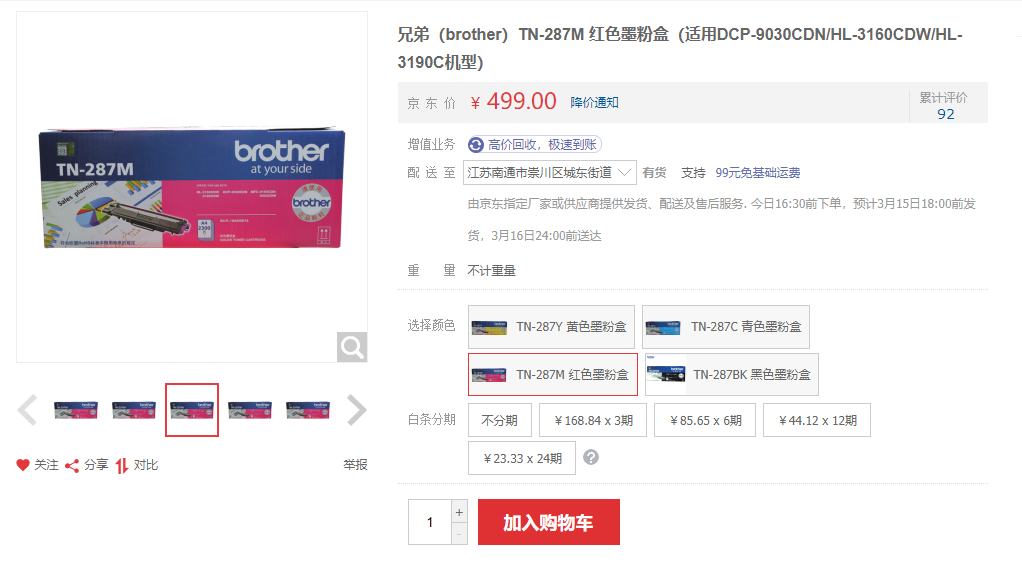 兄弟（brother）TN-287M 红色墨粉盒（适用DCP-9030CDN/HL-3160CDW/HL-
3190C机型）
京东价 ￥499.00 降价通知
累计评价
92
增值业务 高价回收，极速到账
配送至 江苏南通市崇川区城东街道 有货 支持 99元免基础运费
由京东指定厂家或供应商提供发货、配送及售后服务. 今日16:30前下单，预计3月15日18:00前发
货，3月16日24:00前送达
重量 不计重量
选择颜色 TN-287Y 黄色墨粉盒 TN-287C 青色墨粉盒
TN-287M 红色墨粉盒 TN-287BK 黑色墨粉盒
白条分期 不分期 ￥168.84 x 3期 ￥85.65 x 6期 ￥44.12 x 12期
￥23.33 x 24期 ?
1 + -
加入购物车
TN-287M
brother
at your side
Sales planning
brother
A4
2300
关注 分享 对比 举报